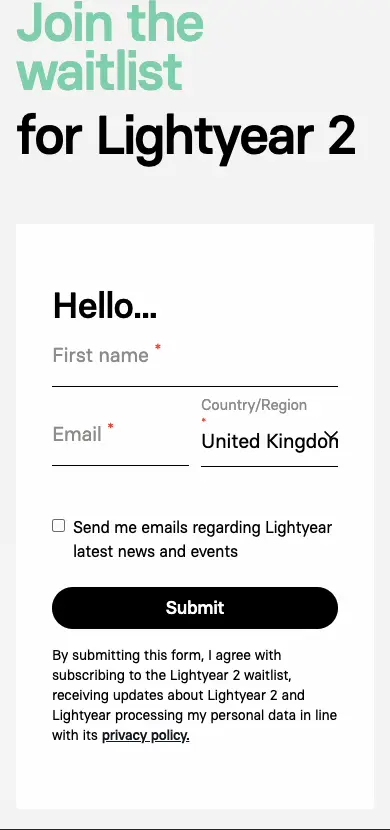 Join the
waitlist
for Lightyear 2
Hello...
First name *
Email *
Country/Region
*
United Kingdom
Send me emails regarding Lightyear
latest news and events
Submit
By submitting this form, I agree with
subscribing to the Lightyear 2 waitlist,
receiving updates about Lightyear 2 and
Lightyear processing my personal data in line
with its privacy policy.